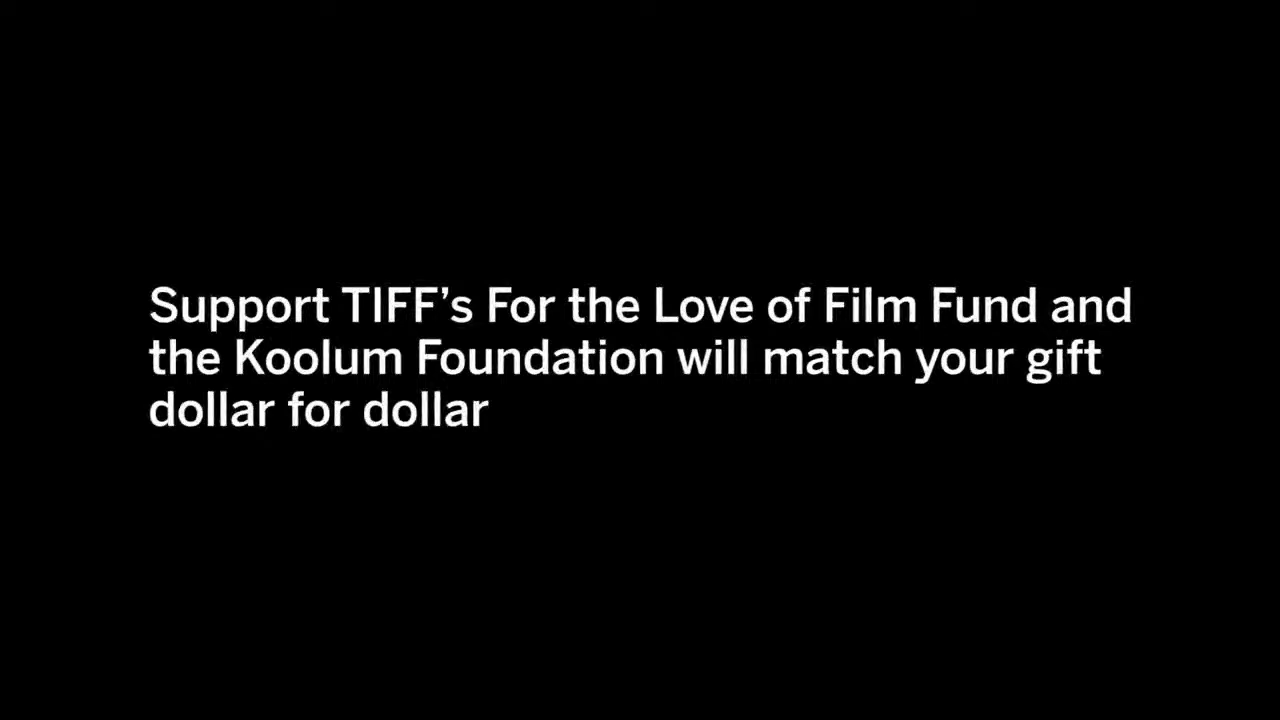 Support TIFF’s For the Love of Film Fund and
the Koolum Foundation will match your gift
dollar for dollar